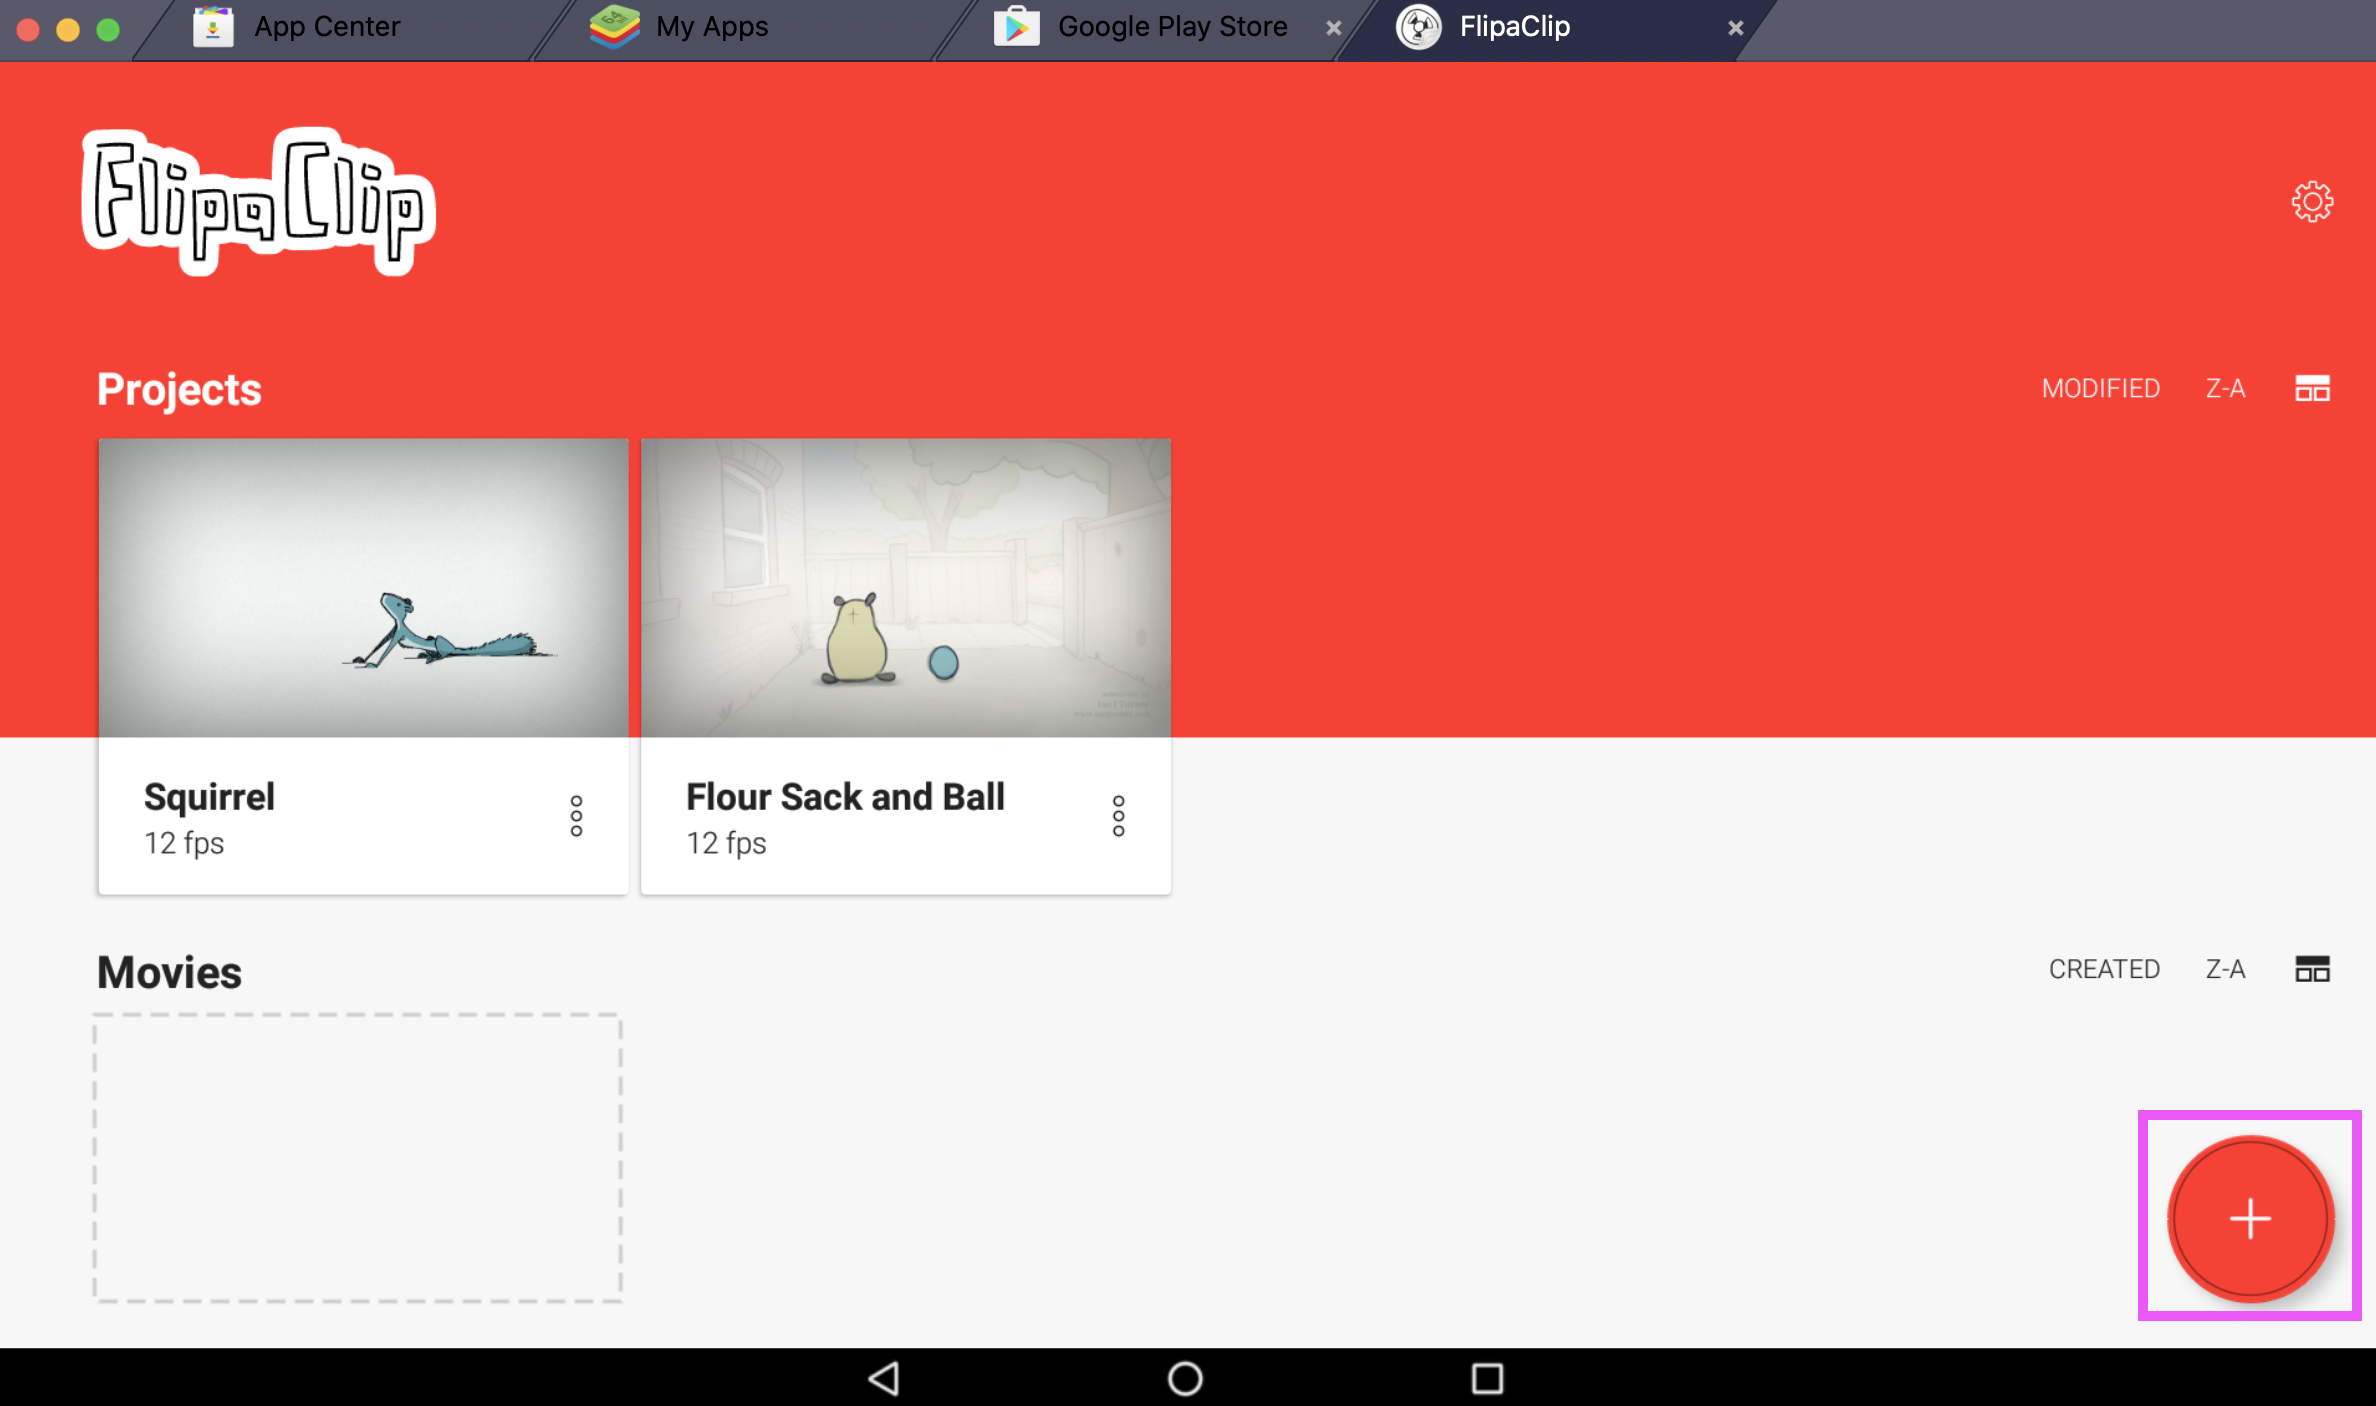 App Center
My Apps
Google Play Store
FlipaClip
FlipaClip
Projects
MODIFIED Z-A
Squirrel
12 fps
Flour Sack and Ball
12 fps
Movies
CREATED Z-A